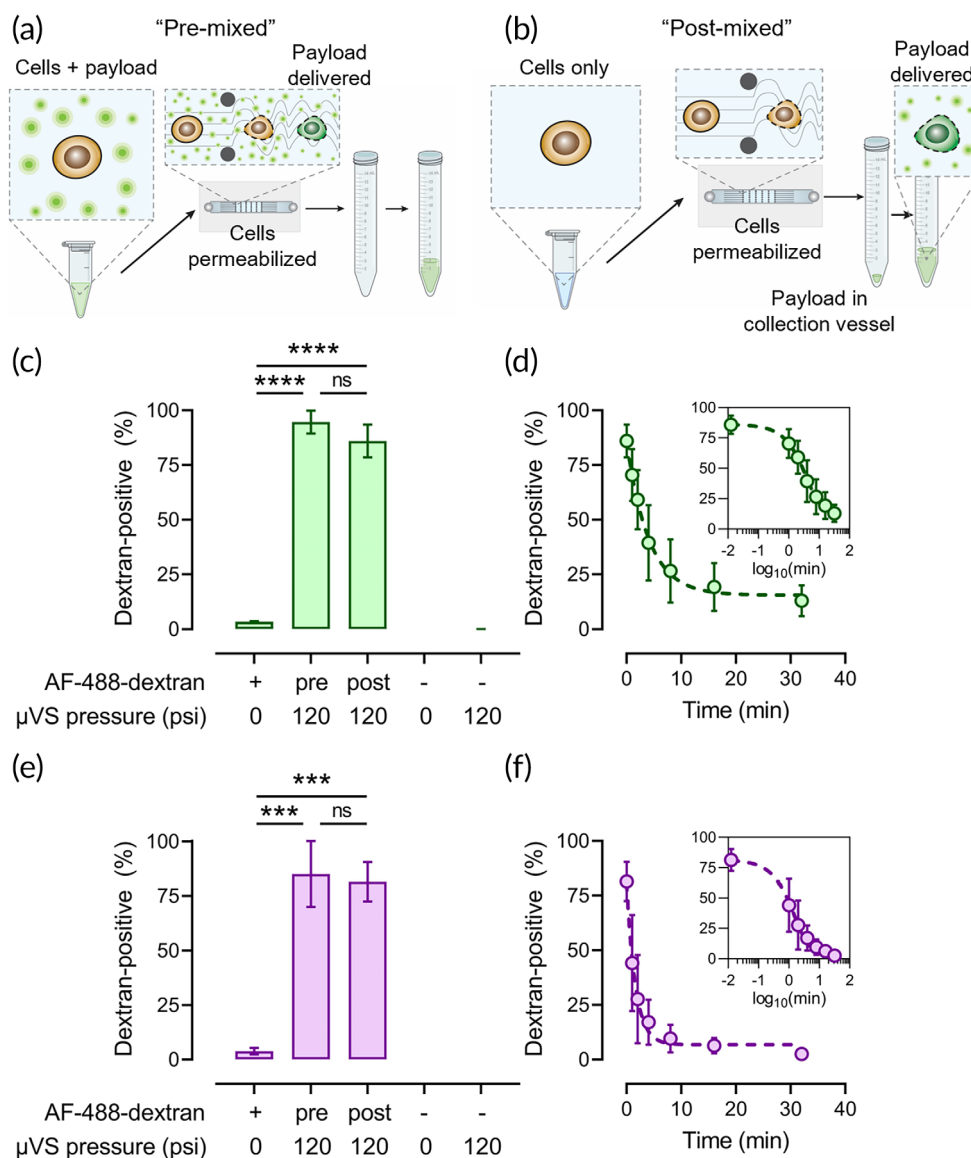 (a)
“Pre-mixed”
Cells + payload
Payload
delivered
Cells
permeabilized
(b)
“Post-mixed”
Cells only
Payload
delivered
Cells
permeabilized
Payload in
collection vessel
(c)
****
****
ns
Dextran-positive (%)
100
75
50
25
0
AF-488-dextran + pre post - -
µVS pressure (psi) 0 120 120 0 120
(d)
Dextran-positive (%)
100
75
50
25
0
0 10 20 30 40
Time (min)
100
75
50
25
0
-2 -1 0 1 2
log10(min)
(e)
***
***
ns
Dextran-positive (%)
100
75
50
25
0
AF-488-dextran + pre post - -
µVS pressure (psi) 0 120 120 0 120
(f)
Dextran-positive (%)
100
75
50
25
0
0 10 20 30 40
Time (min)
100
75
50
25
0
-2 -1 0 1 2
log10(min)